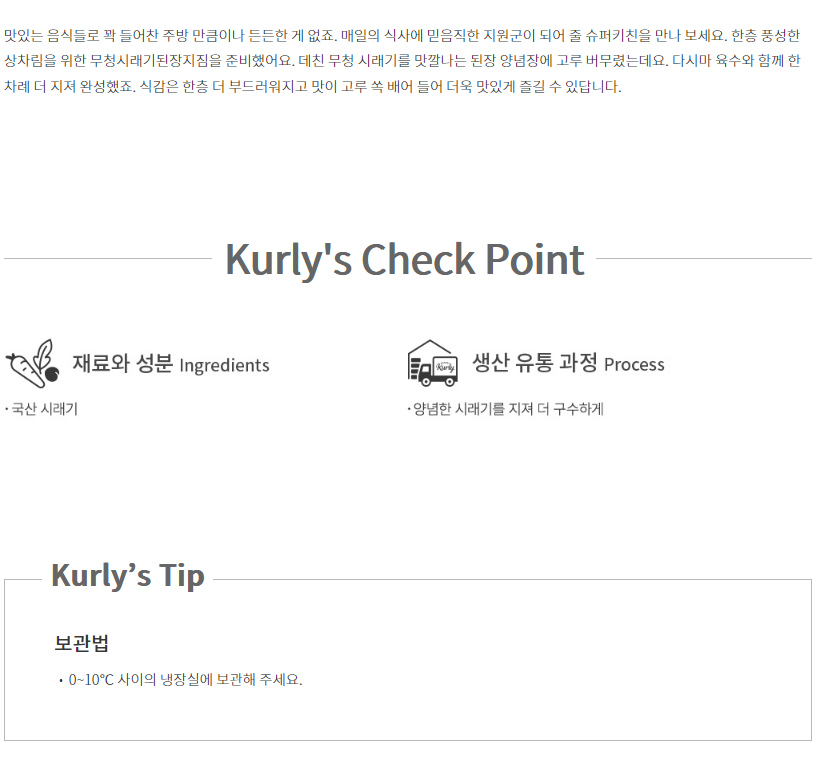 맛있는 음식들로 꽉 들어찬 주방 만큼이나 든든한 게 없죠. 매일의 식사에 믿음직한 지원군이 되어 줄 슈퍼키친을 만나 보세요. 한층 풍성한
상차림을 위한 무청시래기된장지짐을 준비했어요. 데친 무청 시래기를 맛깔나는 된장 양념장에 고루 버무렸는데요. 다시마 육수와 함께 한
차례 더 지져 완성했죠. 식감은 한층 더 부드러워지고 맛이 고루 쏙 배어 들어 더욱 맛있게 즐길 수 있답니다.
Kurly's Check Point
재료와 성분 Ingredients
· 국산 시래기
Kurly
생산 유통 과정 Process
· 양념한 시래기를 지져 더 구수하게
Kurly’s Tip
보관법
· 0~10℃ 사이의 냉장실에 보관해 주세요.